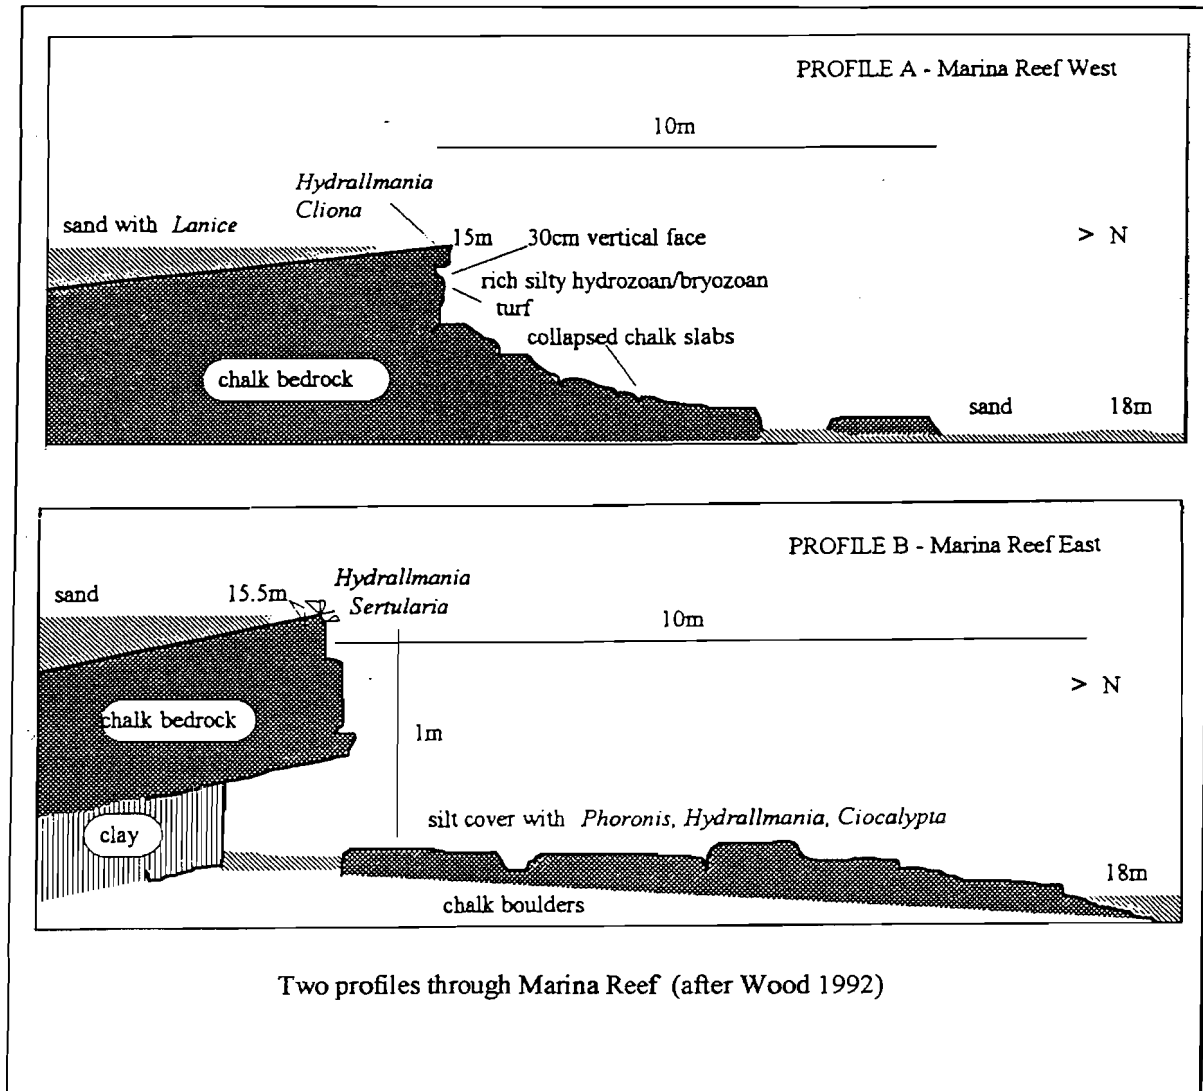 PROFILE A - Marina Reef West
10m
Hydrallmania
Cliona
sand with Lanice
15m
30cm vertical face
> N
rich silty hydrozoan/bryozoan
turf
collapsed chalk slabs
chalk bedrock
sand
18m
PROFILE B - Marina Reef East
sand
15.5m
Hydrallmania
Sertularia
10m
> N
chalk bedrock
1m
silt cover with Phoronis, Hydrallmania, Ciocalypta
clay
18m
chalk boulders
Two profiles through Marina Reef (after Wood 1992)